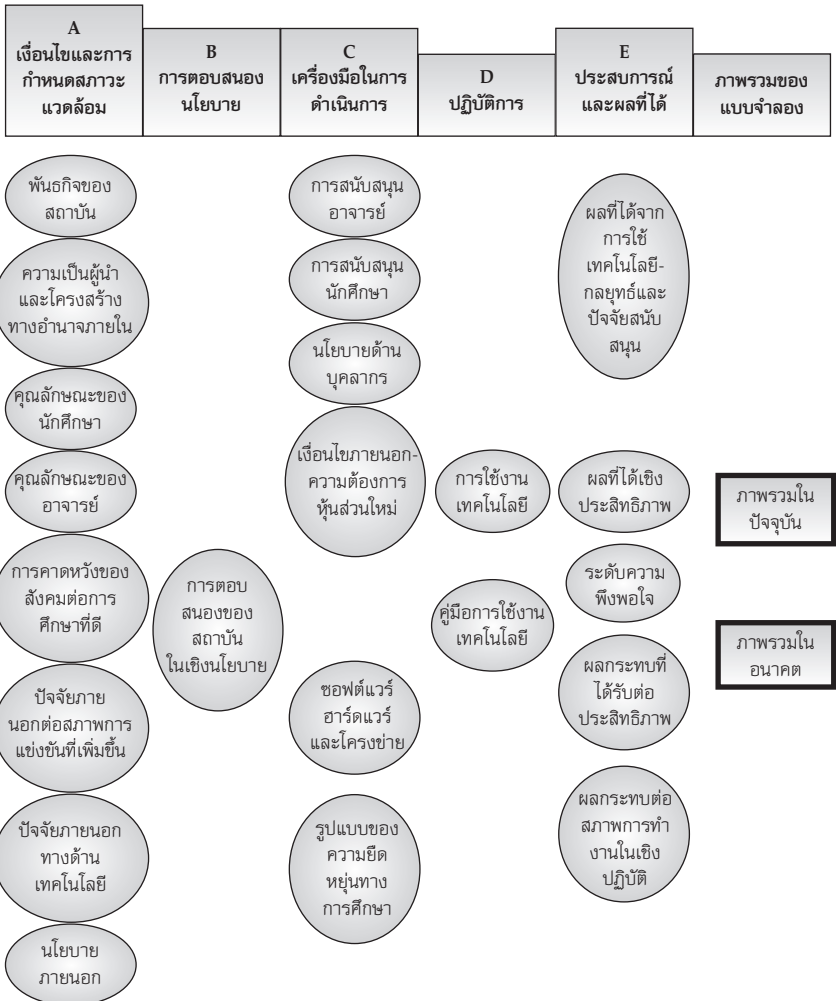 A
เงื่อนไขและการ
กำหนดสภาวะ
แวดล้อม
B
การตอบสนอง
นโยบาย
C
เครื่องมือในการ
ดำเนินการ
D
ปฏิบัติการ
E
ประสบการณ์
และผลที่ได้
ภาพรวมของ
แบบจำลอง
พันธกิจของ
สถาบัน
ความเป็นผู้นำ
และโครงสร้าง
ทางอำนาจภายใน
คุณลักษณะของ
นักศึกษา
คุณลักษณะของ
อาจารย์
การคาดหวังของ
สังคมต่อการ
ศึกษาที่ดี
ปัจจัยภาย
นอกต่อสภาพการ
แข่งขันที่เพิ่มขึ้น
ปัจจัยภายนอก
ทางด้าน
เทคโนโลยี
นโยบาย
ภายนอก
การตอบ
สนองของ
สถาบัน
ในเชิงนโยบาย
การสนับสนุน
อาจารย์
การสนับสนุน
นักศึกษา
นโยบายด้าน
บุคลากร
เงื่อนไขภายนอก-
ความต้องการ
หุ้นส่วนใหม่
ซอฟต์แวร์
ฮาร์ดแวร์
และโครงข่าย
รูปแบบของ
ความยืด
หยุ่นทาง
การศึกษา
การใช้งาน
เทคโนโลยี
คู่มือการใช้งาน
เทคโนโลยี
ผลที่ได้จาก
การใช้
เทคโนโลยี-
กลยุทธ์และ
ปัจจัยสนับ
สนุน
ผลที่ได้เชิง
ประสิทธิภาพ
ระดับความ
พึงพอใจ
ผลกระทบที่
ได้รับต่อ
ประสิทธิภาพ
ผลกระทบต่อ
สภาพการทำ
งานในเชิง
ปฏิบัติ
ภาพรวมใน
ปัจจุบัน
ภาพรวมใน
อนาคต